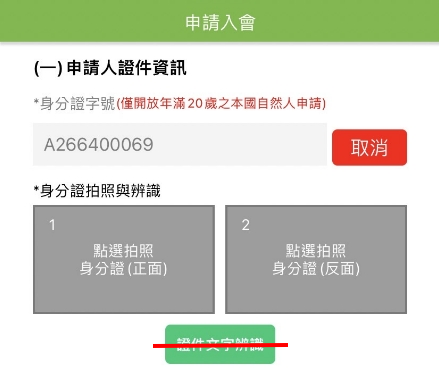 申請入會
(一) 申請人證件資訊
*身分證字號(僅開放年滿20歲之本國自然人申請)
A266400069
取消
*身分證拍照與辨識
1
點選拍照
身分證(正面)
2
點選拍照
身分證(反面)
證件文字辨識